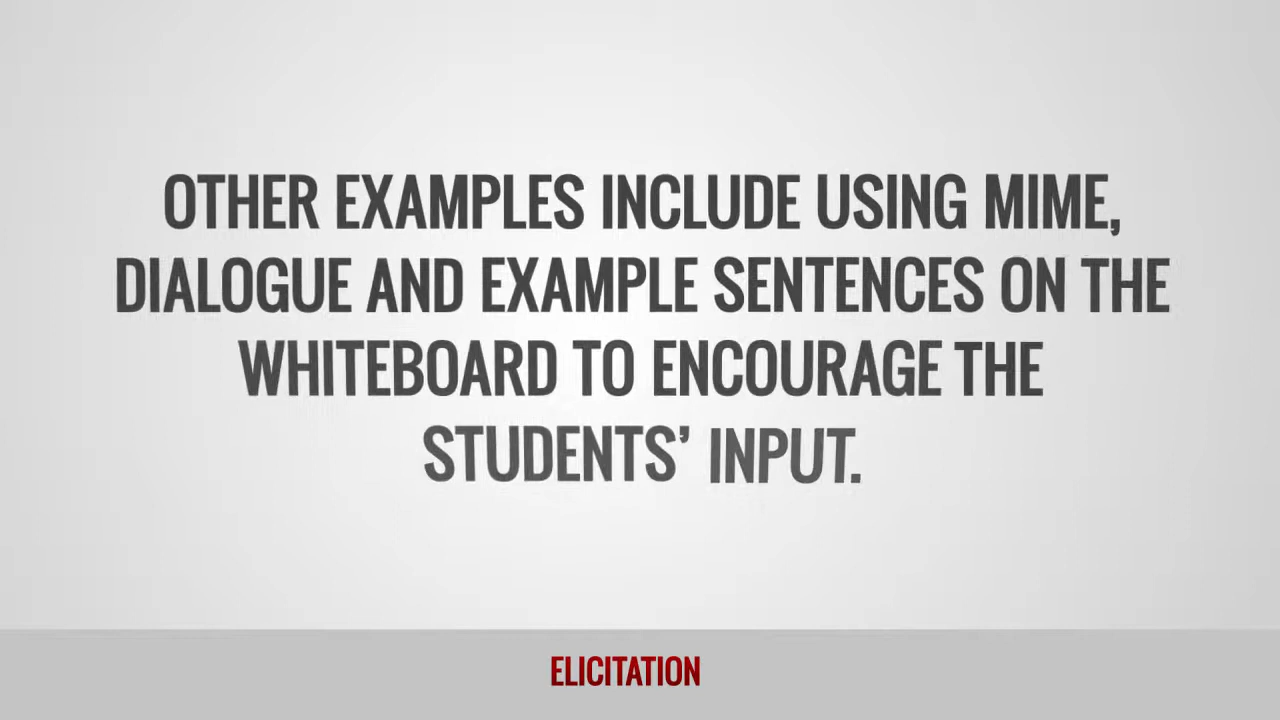 OTHER EXAMPLES INCLUDE USING MIME,
DIALOGUE AND EXAMPLE SENTENCES ON THE
WHITEBOARD TO ENCOURAGE THE
STUDENTS’ INPUT.
ELICITATION